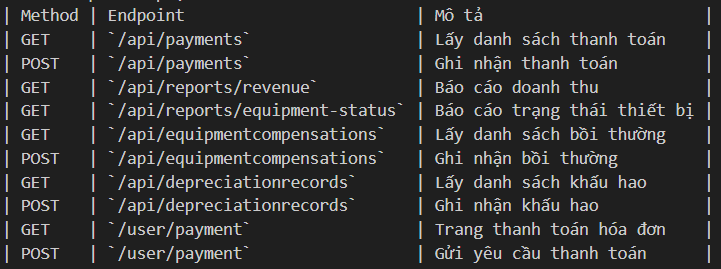 | Method | Endpoint | Mô tả |
| GET | `/api/payments` | Lấy danh sách thanh toán |
| POST | `/api/payments` | Ghi nhận thanh toán |
| GET | `/api/reports/revenue` | Báo cáo doanh thu |
| GET | `/api/reports/equipment-status` | Báo cáo trạng thái thiết bị |
| GET | `/api/equipmentcompensations` | Lấy danh sách bồi thường |
| POST | `/api/equipmentcompensations` | Ghi nhận bồi thường |
| GET | `/api/depreciationrecords` | Lấy danh sách khấu hao |
| POST | `/api/depreciationrecords` | Ghi nhận khấu hao |
| GET | `/user/payment` | Trang thanh toán hóa đơn |
| POST | `/user/payment` | Gửi yêu cầu thanh toán |